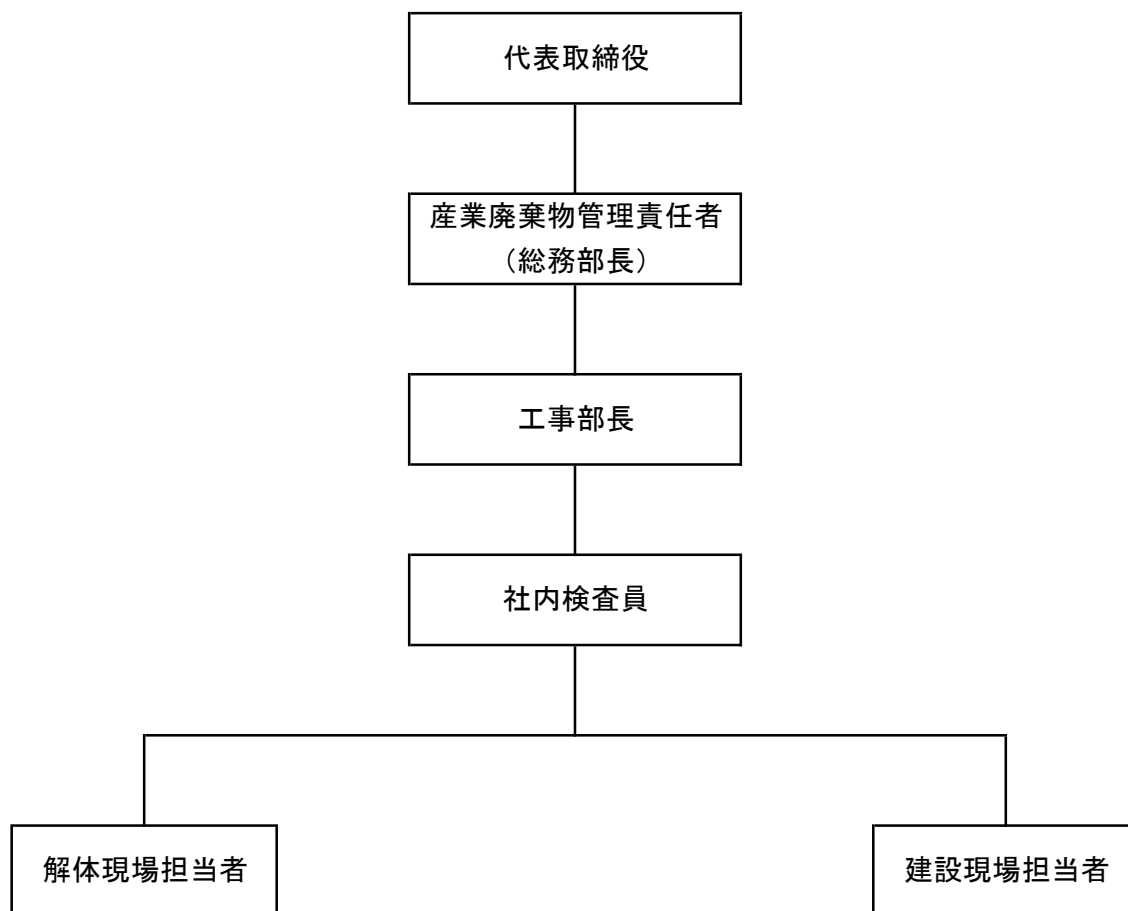 代表取締役
産業廃棄物管理責任者
（総務部長）
工事部長
社内検査員
解体現場担当者
建設現場担当者